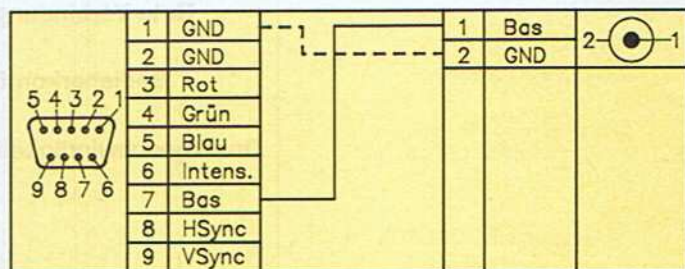 1 GND
2 GND
3 Rot
4 Grün
5 Blau
6 Intens.
7 Bas
8 HSync
9 VSync
5 4 3 2 1
9 8 7 6
1 Bas
2 GND
2 1